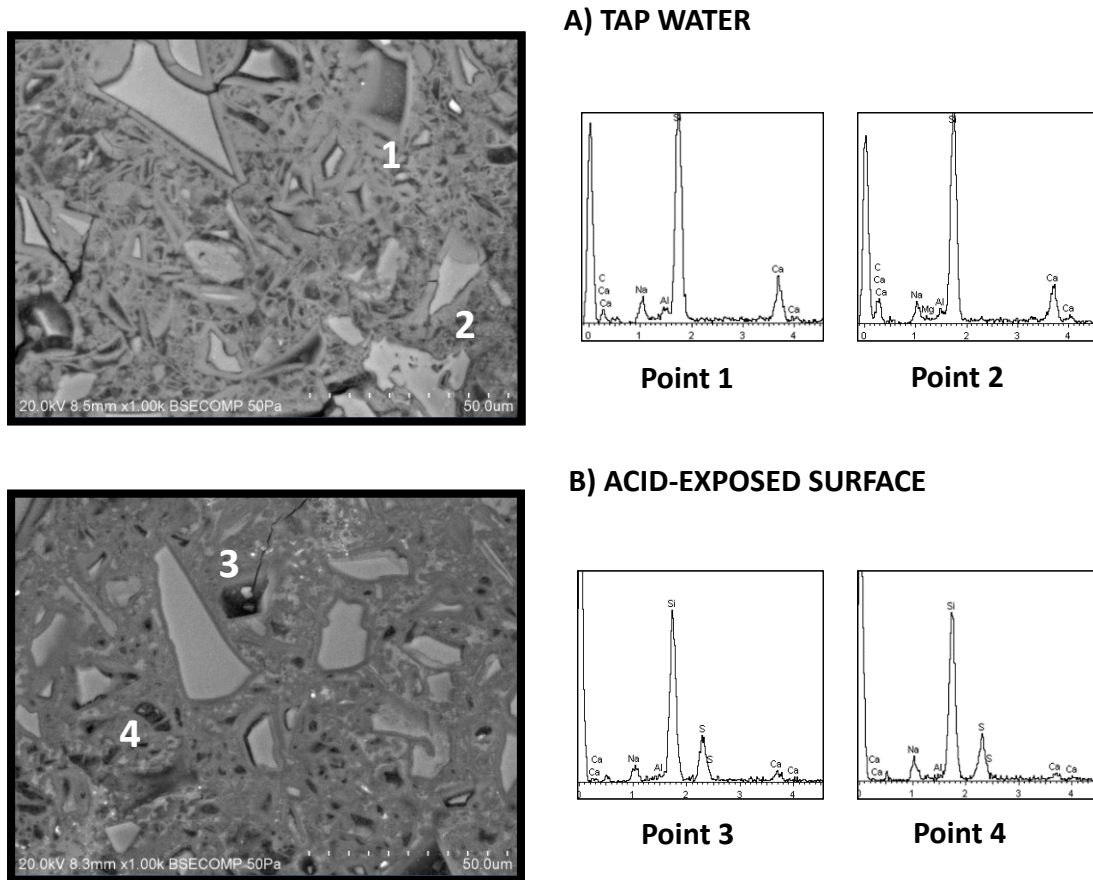 A) TAP WATER
1
2
20.0kV 8.5mm x1.00k BSECOMP 50Pa 50.0um
Si
C
Ca
Ca
Na
Al
Ca
Ca
0 1 2 3 4
Point 1
Si
C
Ca
Ca
Na
Mg
Al
Ca
Ca
0 1 2 3 4
Point 2
B) ACID-EXPOSED SURFACE
3
4
20.0kV 8.3mm x1.00k BSECOMP 50Pa 50.0um
Si
S
S
Ca
Ca
Na
Al
Ca
Ca
0 1 2 3 4
Point 3
Si
S
S
Ca
Ca
Na
Al
Ca
Ca
0 1 2 3 4
Point 4